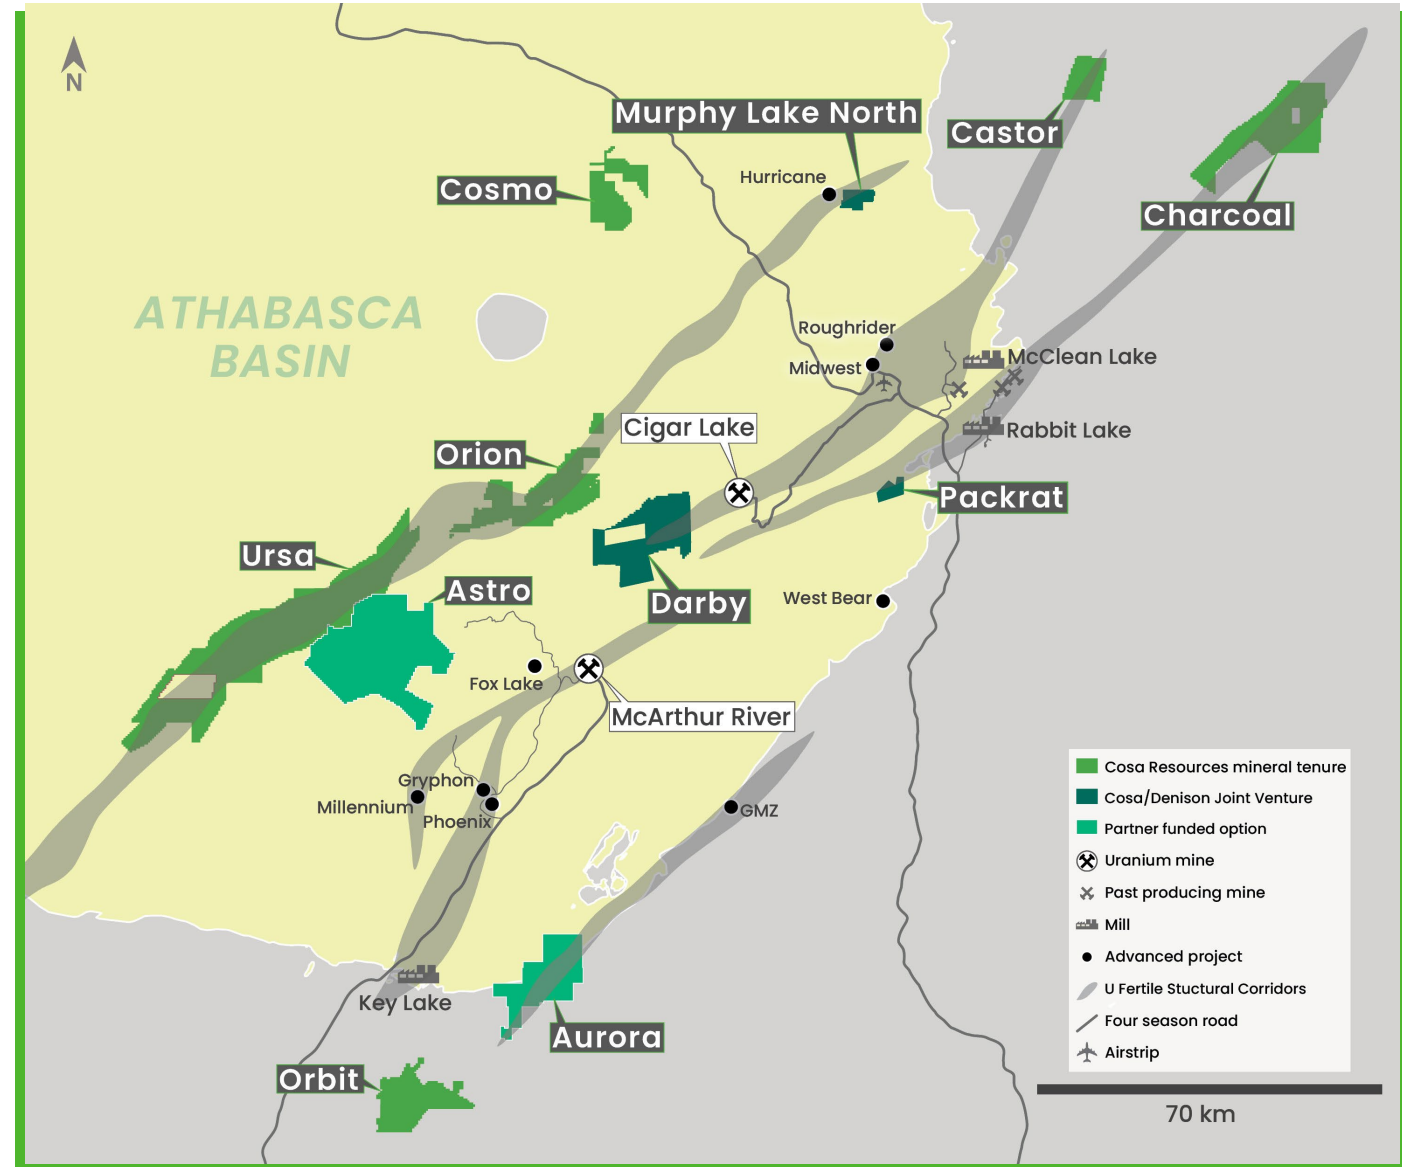 N
Murphy Lake North
Castor
Cosmo
Hurricane
Charcoal
ATHABASCA
BASIN
Roughrider
Midwest
McClean Lake
Cigar Lake
Rabbit Lake
Orion
Packrat
Ursa
Astro
Darby
West Bear
Fox Lake
McArthur River
Gryphon
Millennium
Phoenix
GMZ
Key Lake
Aurora
Orbit
Cosa Resources mineral tenure
Cosa/Denison Joint Venture
Partner funded option
Uranium mine
Past producing mine
Mill
Advanced project
U Fertile Stuctural Corridors
Four season road
Airstrip
70 km